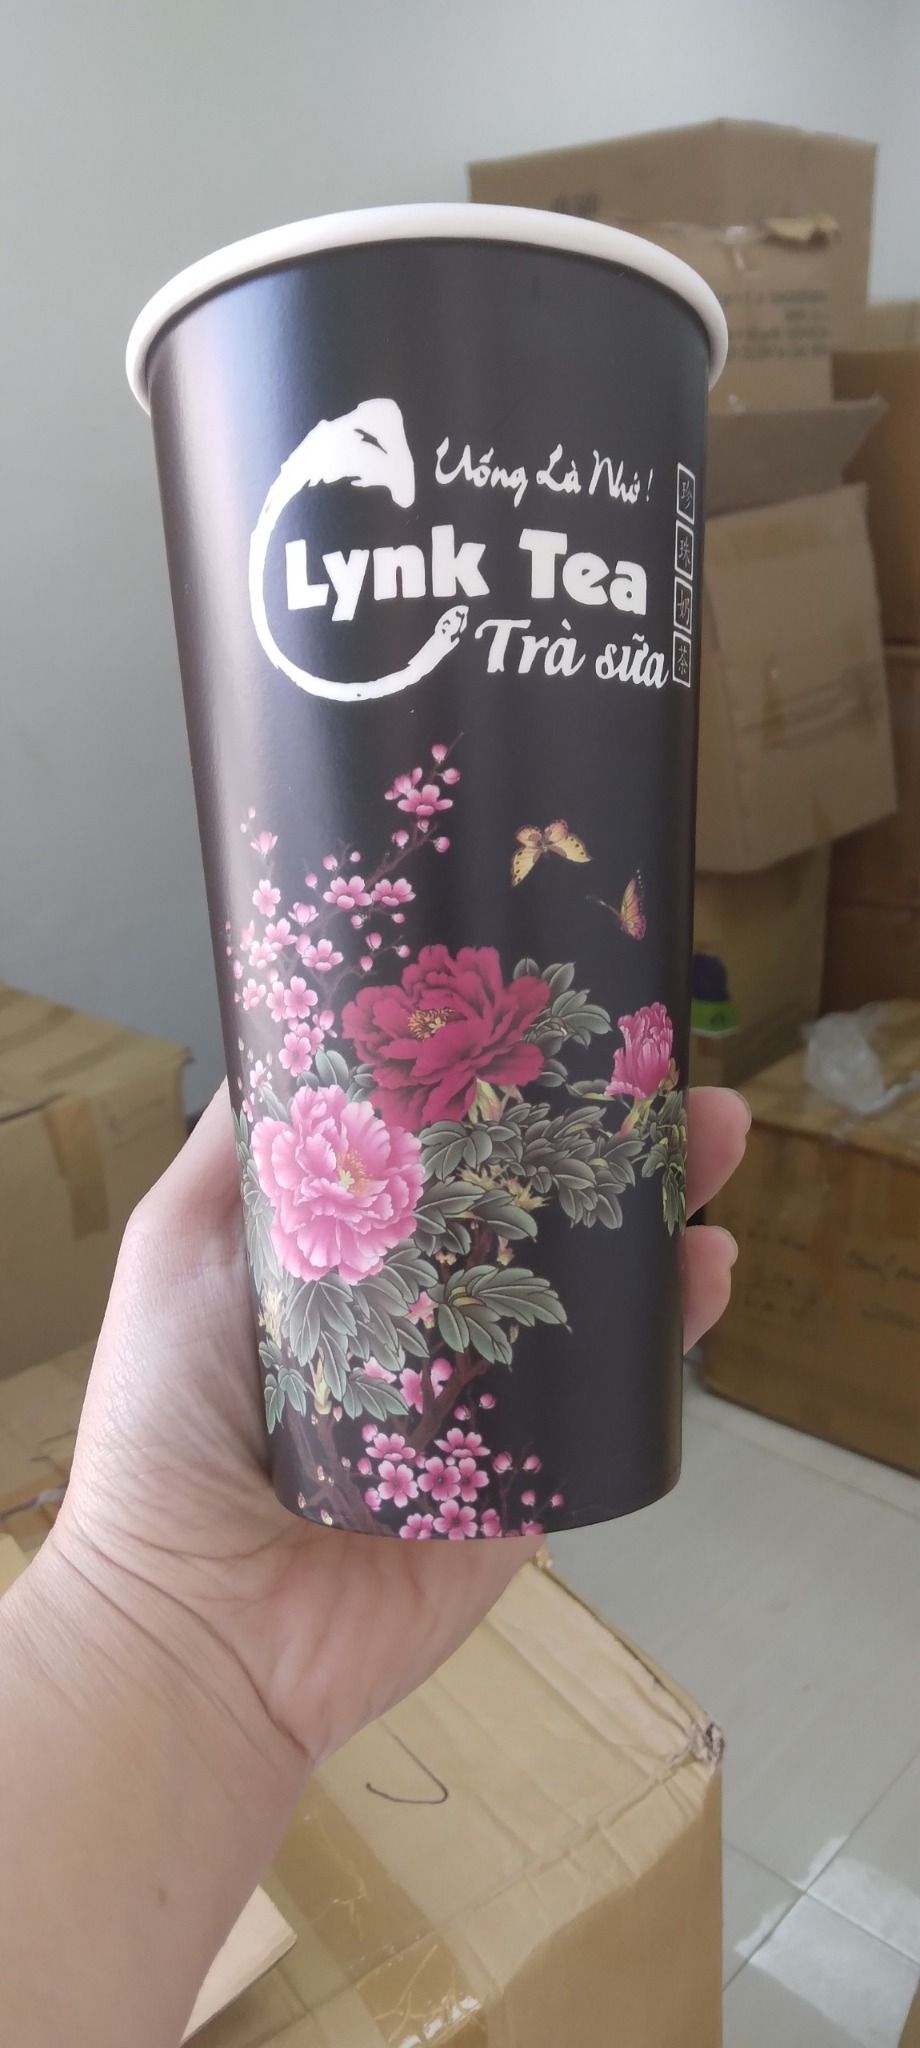 Uống Là Nhớ!
Lynk Tea
Trà sữa
珍珠奶茶